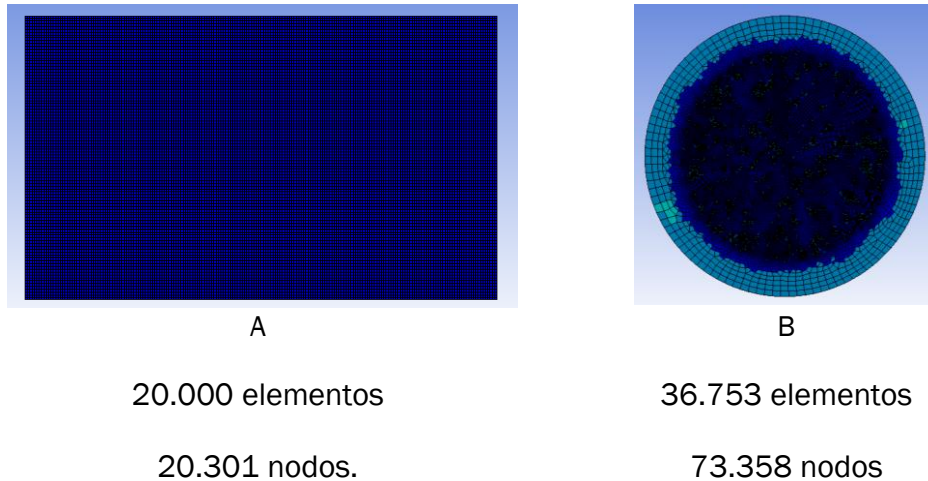 A
B
20.000 elementos
36.753 elementos
20.301 nodos.
73.358 nodos